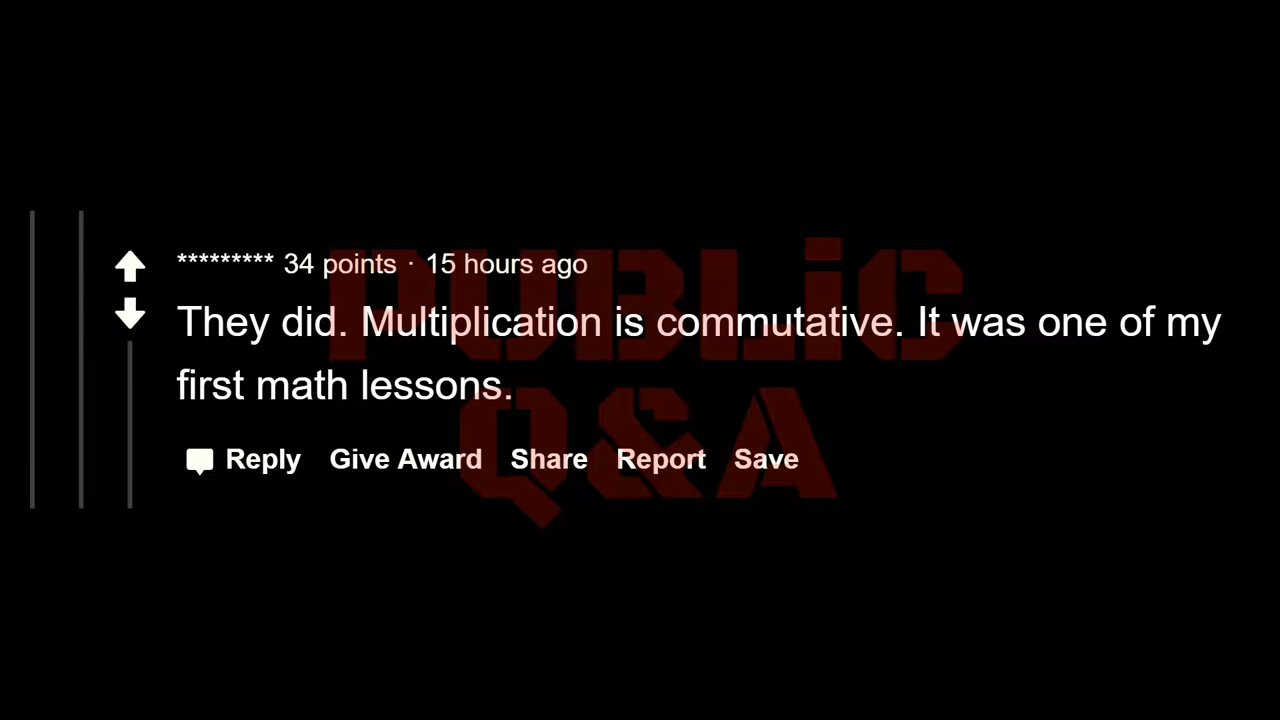 ********* 34 points · 15 hours ago
They did. Multiplication is commutative. It was one of my
first math lessons.
Reply Give Award Share Report Save
PUBLiC
Q&A